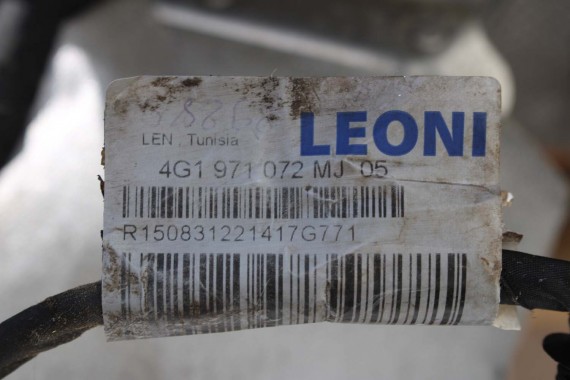 LEN , Tunisia
LEONI
4G1 971 072 MJ 05
R150831221417G771